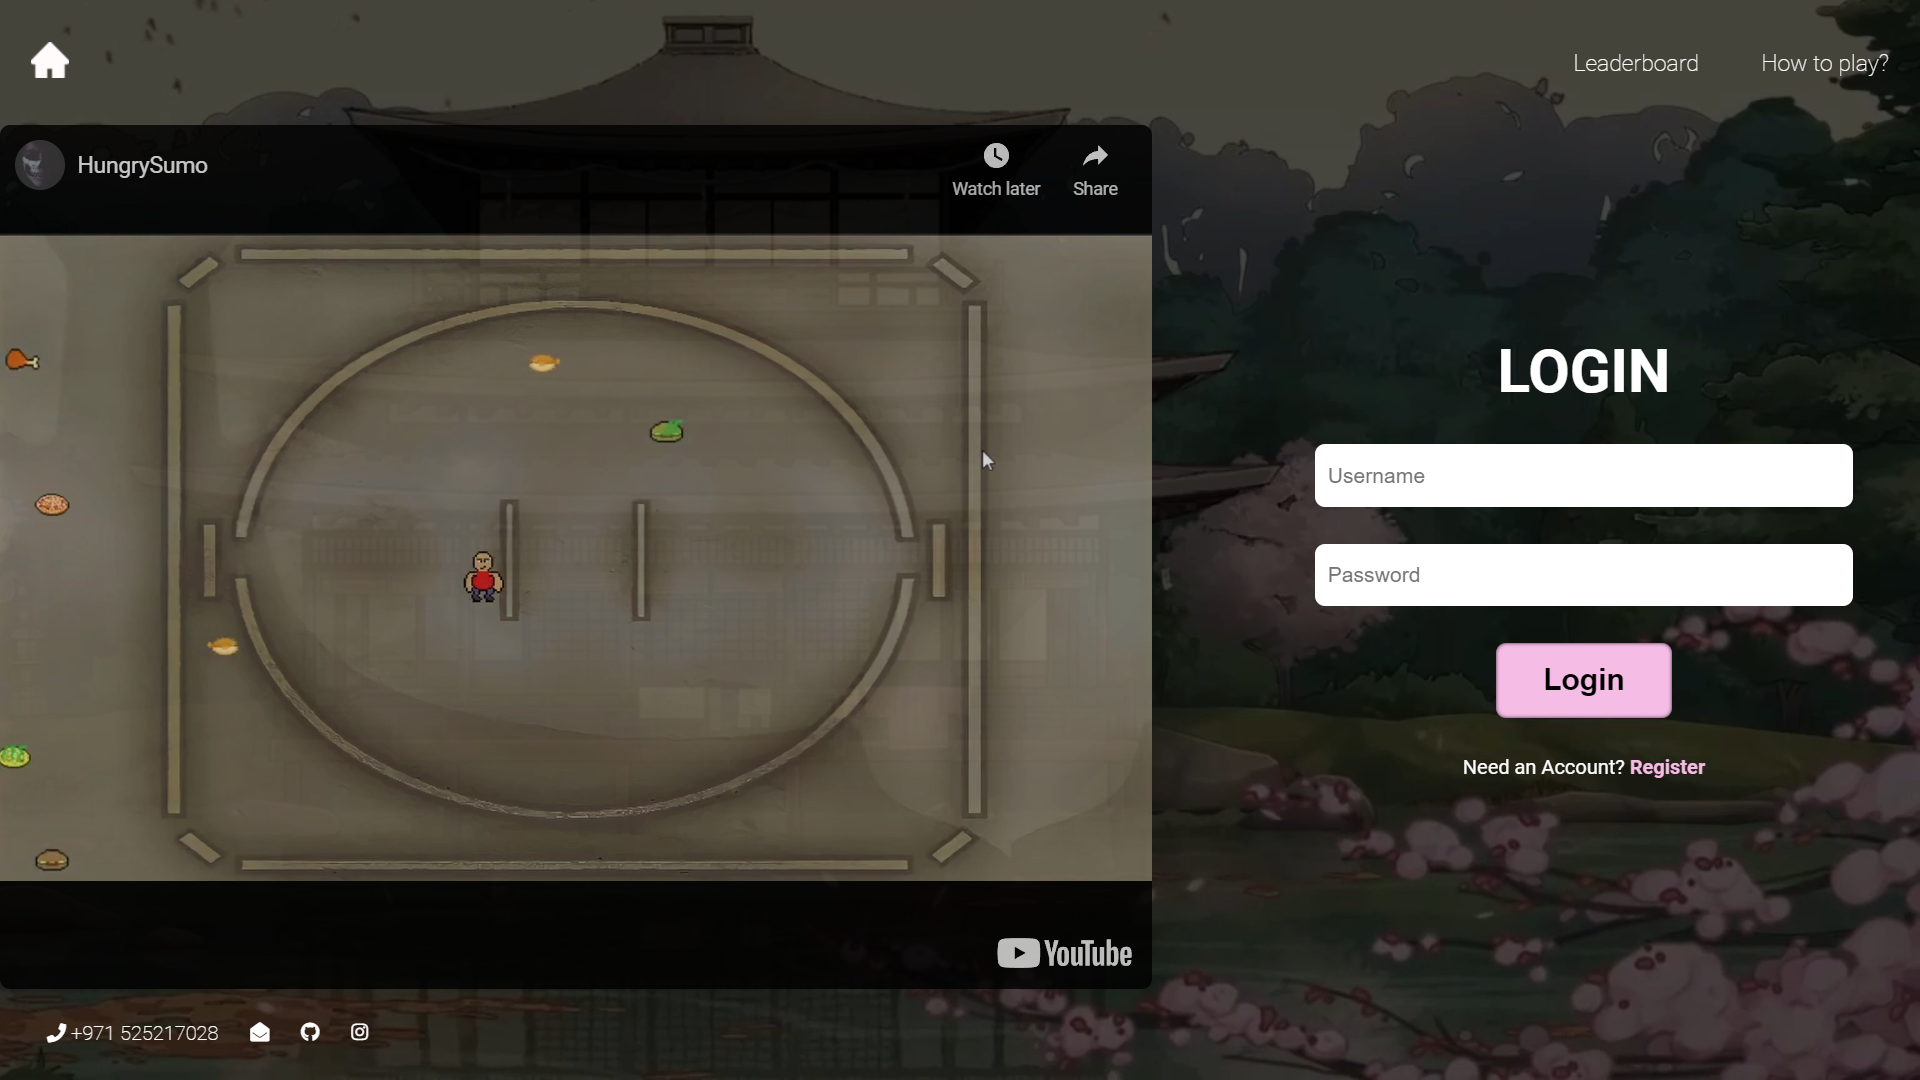 Leaderboard
How to play?
HungrySumo
Watch later
Share
LOGIN
Username
Password
Login
Need an Account? Register
YouTube
+971 525217028